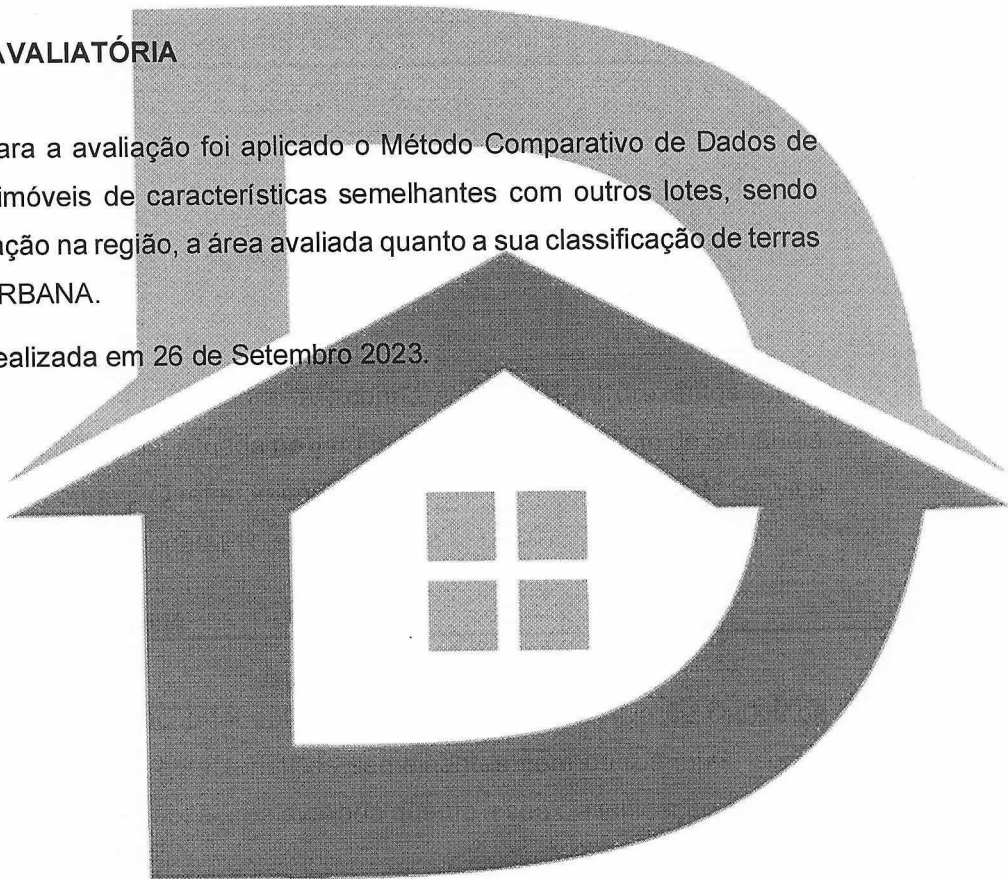 AVALIATÓRIA
ara a avaliação foi aplicado o Método Comparativo de Dados de
imóveis de características semelhantes com outros lotes, sendo
ação na região, a área avaliada quanto a sua classificação de terras
RBANA.
ealizada em 26 de Setembro 2023.